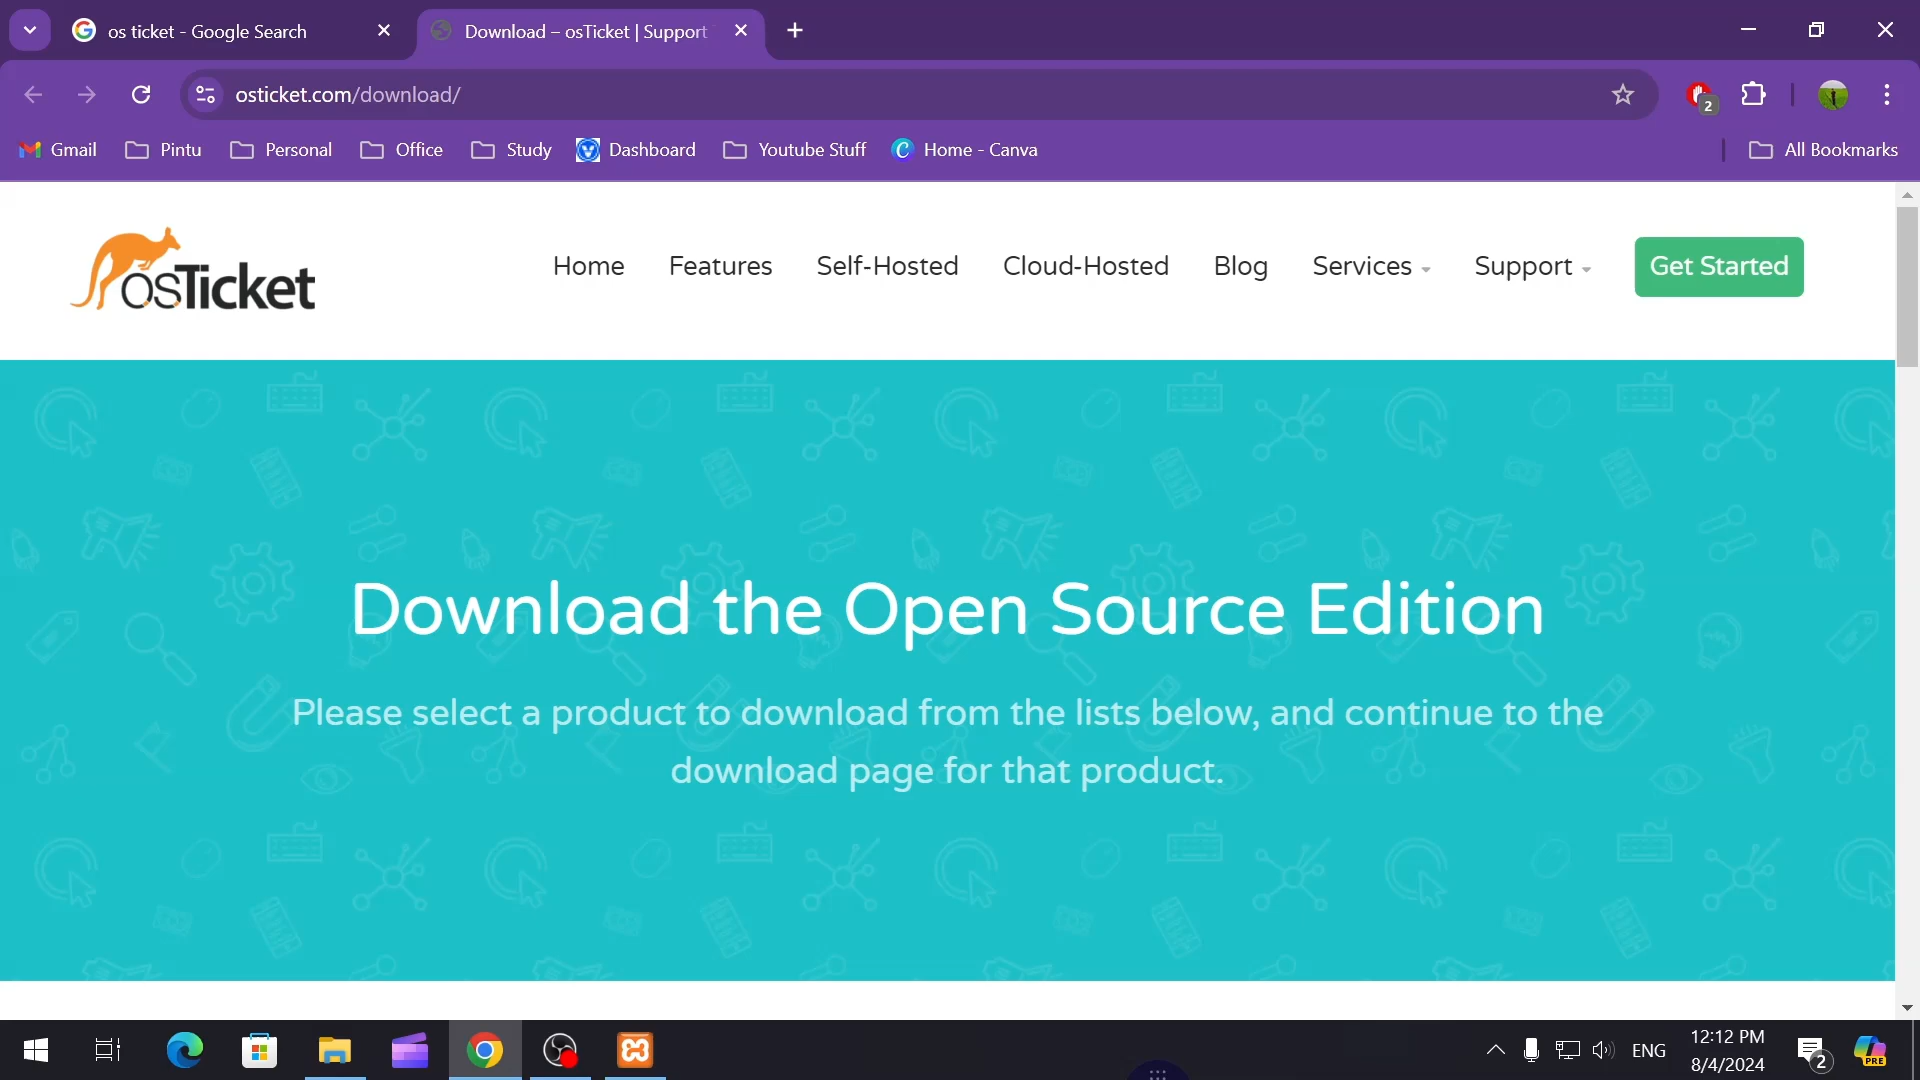 os ticket - Google Search
Download – osTicket | Support
osticket.com/download/
2
Gmail
Pintu
Personal
Office
Study
Dashboard
Youtube Stuff
Home - Canva
All Bookmarks
osTicket
Home
Features
Self-Hosted
Cloud-Hosted
Blog
Services
Support
Get Started
Download the Open Source Edition
Please select a product to download from the lists below, and continue to the
download page for that product.
ENG
12:12 PM
8/4/2024
2
PRE